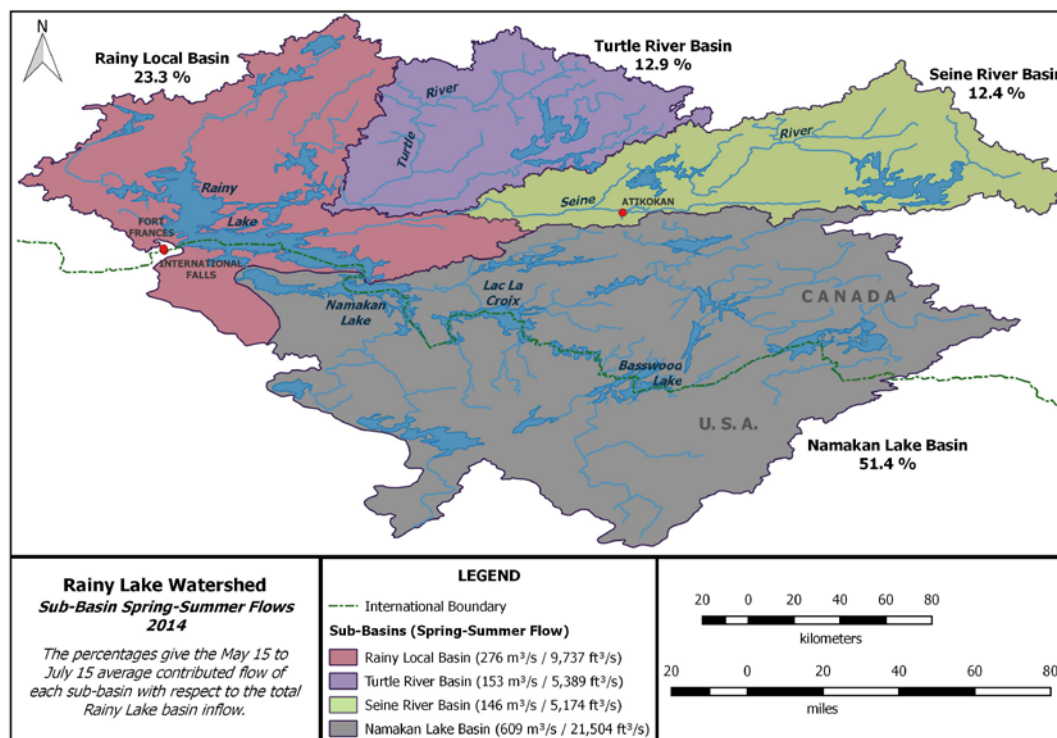 N
Rainy Local Basin
23.3 %
Turtle River Basin
12.9 %
Seine River Basin
12.4 %
River
Turtle
River
Seine
ATIKOKAN
Rainy
Lake
FORT
FRANCES
INTERNATIONAL
FALLS
Namakan
Lake
Lac La
Croix
CANADA
Basswood
Lake
U. S. A.
Namakan Lake Basin
51.4 %
Rainy Lake Watershed
Sub-Basin Spring-Summer Flows
2014
The percentages give the May 15 to
July 15 average contributed flow of
each sub-basin with respect to the total
Rainy Lake basin inflow.
LEGEND
International Boundary
Sub-Basins (Spring-Summer Flow)
Rainy Local Basin (276 m³/s / 9,737 ft³/s)
Turtle River Basin (153 m³/s / 5,389 ft³/s)
Seine River Basin (146 m³/s / 5,174 ft³/s)
Namakan Lake Basin (609 m³/s / 21,504 ft³/s)
20 0 20 40 60 80
kilometers
20 0 20 40 60 80
miles